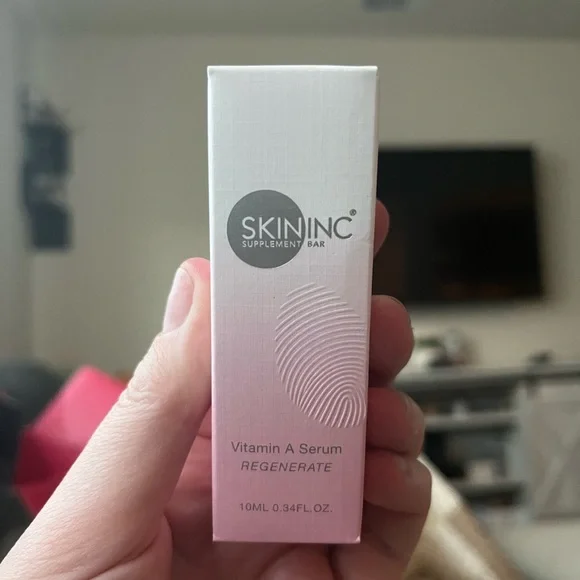 SKININC®
SUPPLEMENT BAR
Vitamin A Serum
REGENERATE
10ML 0.34FL.OZ.